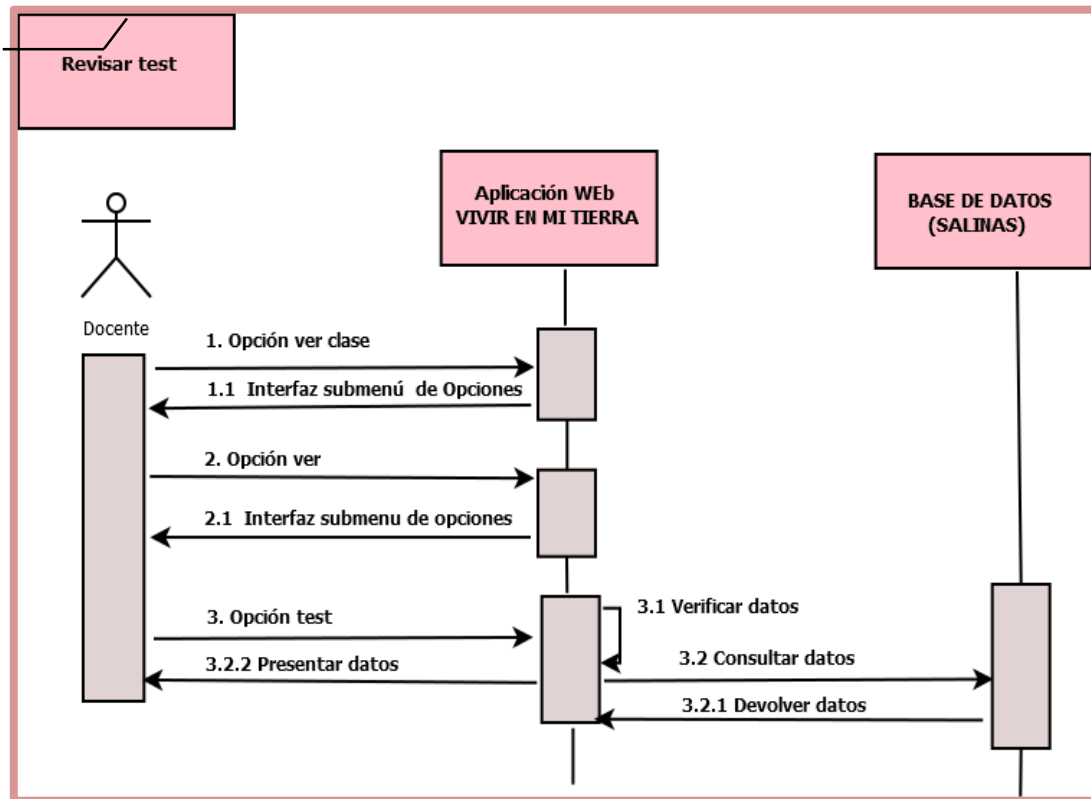 Revisar test
Aplicación WEb
VIVIR EN MI TIERRA
BASE DE DATOS
(SALINAS)
Docente
1. Opción ver clase
1.1 Interfaz submenú de Opciones
2. Opción ver
2.1 Interfaz submenu de opciones
3. Opción test
3.1 Verificar datos
3.2.2 Presentar datos
3.2 Consultar datos
3.2.1 Devolver datos